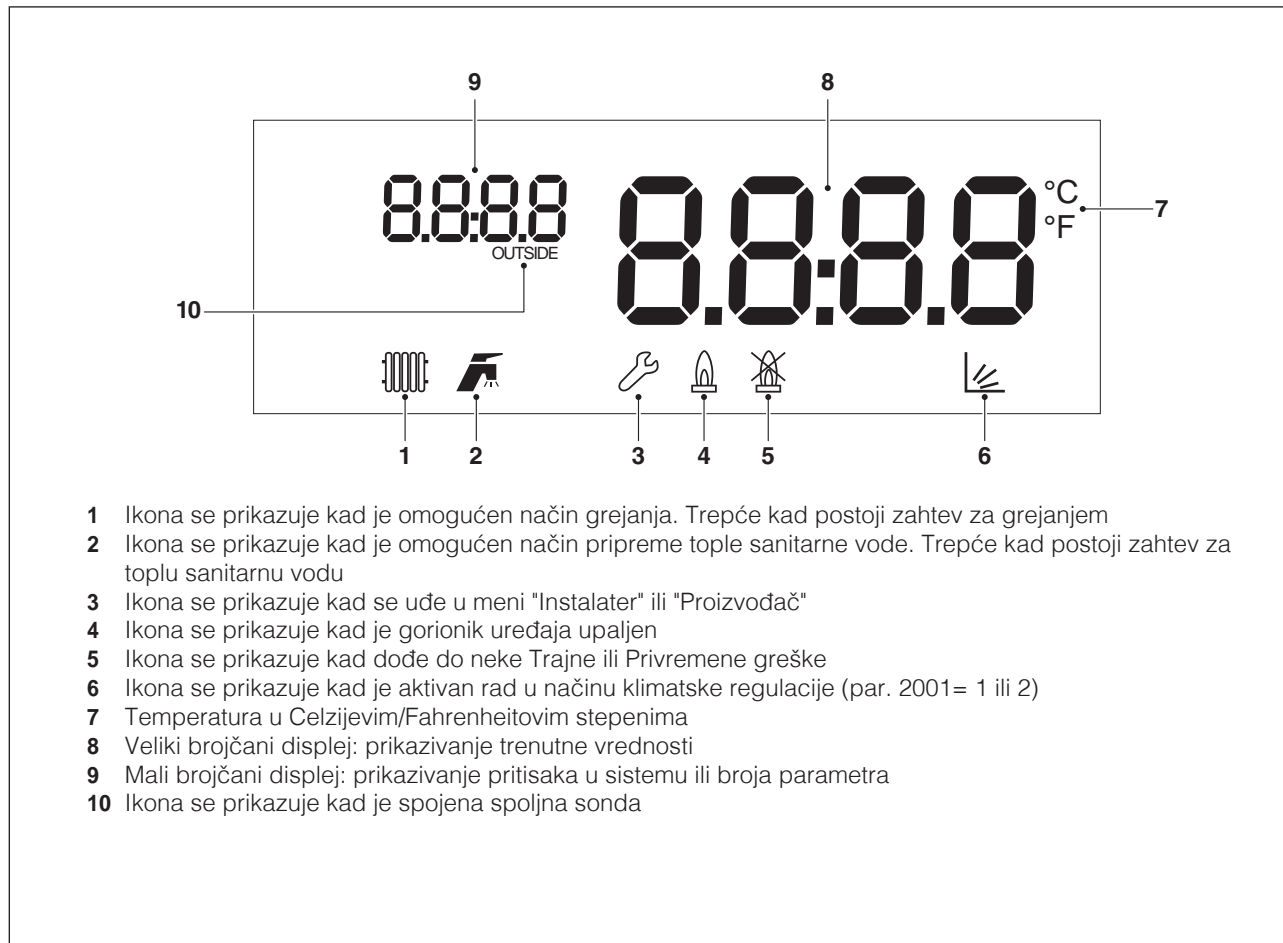 9 8
8.8:8.8 8.8:8.8 °C
°F 7
OUTSIDE
10
1 2 3 4 5 6
1 Ikona se prikazuje kad je omogućen način grejanja. Trepće kad postoji zahtev za grejanjem
2 Ikona se prikazuje kad je omogućen način pripreme tople sanitarne vode. Trepće kad postoji zahtev za
toplu sanitarnu vodu
3 Ikona se prikazuje kad se uđe u meni "Instalater" ili "Proizvođač"
4 Ikona se prikazuje kad je gorionik uređaja upaljen
5 Ikona se prikazuje kad dođe do neke Trajne ili Privremene greške
6 Ikona se prikazuje kad je aktivan rad u načinu klimatske regulacije (par. 2001= 1 ili 2)
7 Temperatura u Celzijevim/Fahrenheitovim stepenima
8 Veliki brojčani displej: prikazivanje trenutne vrednosti
9 Mali brojčani displej: prikazivanje pritisaka u sistemu ili broja parametra
10 Ikona se prikazuje kad je spojena spoljna sonda